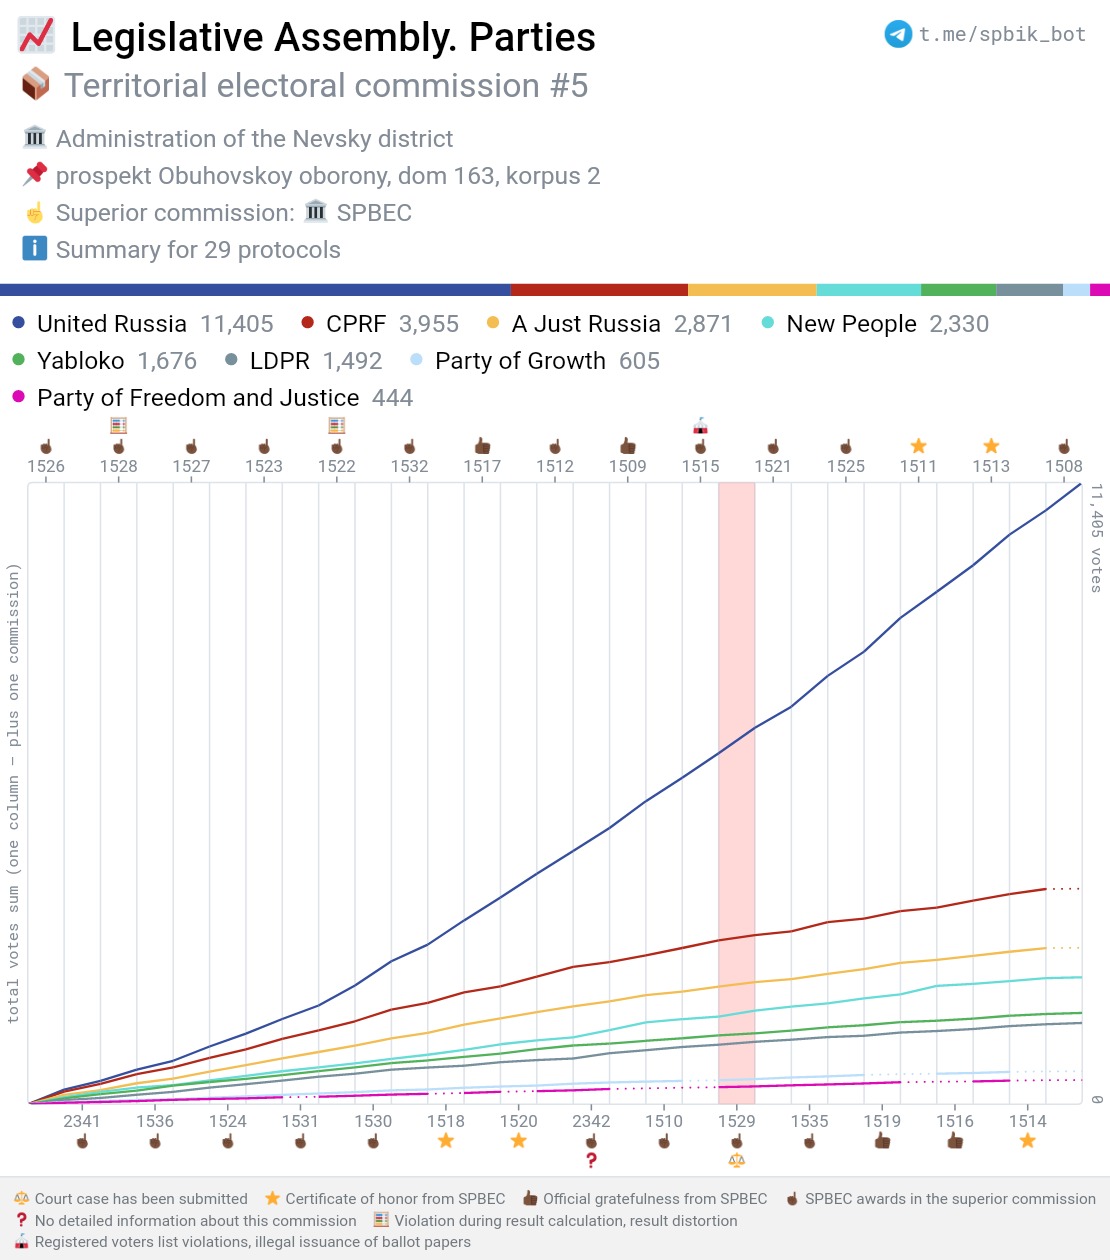 Legislative Assembly. Parties
t.me/spbik_bot
Territorial electoral commission #5
Administration of the Nevsky district
prospekt Obuhovskoy oborony, dom 163, korpus 2
Superior commission: SPBEC
Summary for 29 protocols
United Russia 11,405 CPRF 3,955 A Just Russia 2,871 New People 2,330
Yabloko 1,676 LDPR 1,492 Party of Growth 605
Party of Freedom and Justice 444
1526 1528 1527 1523 1522 1532 1517 1512 1509 1515 1521 1525 1511 1513 1508
11,405 votes
total votes sum (one column — plus one commission)
0
2341 1536 1524 1531 1530 1518 1520 2342 1510 1529 1535 1519 1516 1514
Court case has been submitted Certificate of honor from SPBEC Official gratefulness from SPBEC SPBEC awards in the superior commission
No detailed information about this commission Violation during result calculation, result distortion
Registered voters list violations, illegal issuance of ballot papers